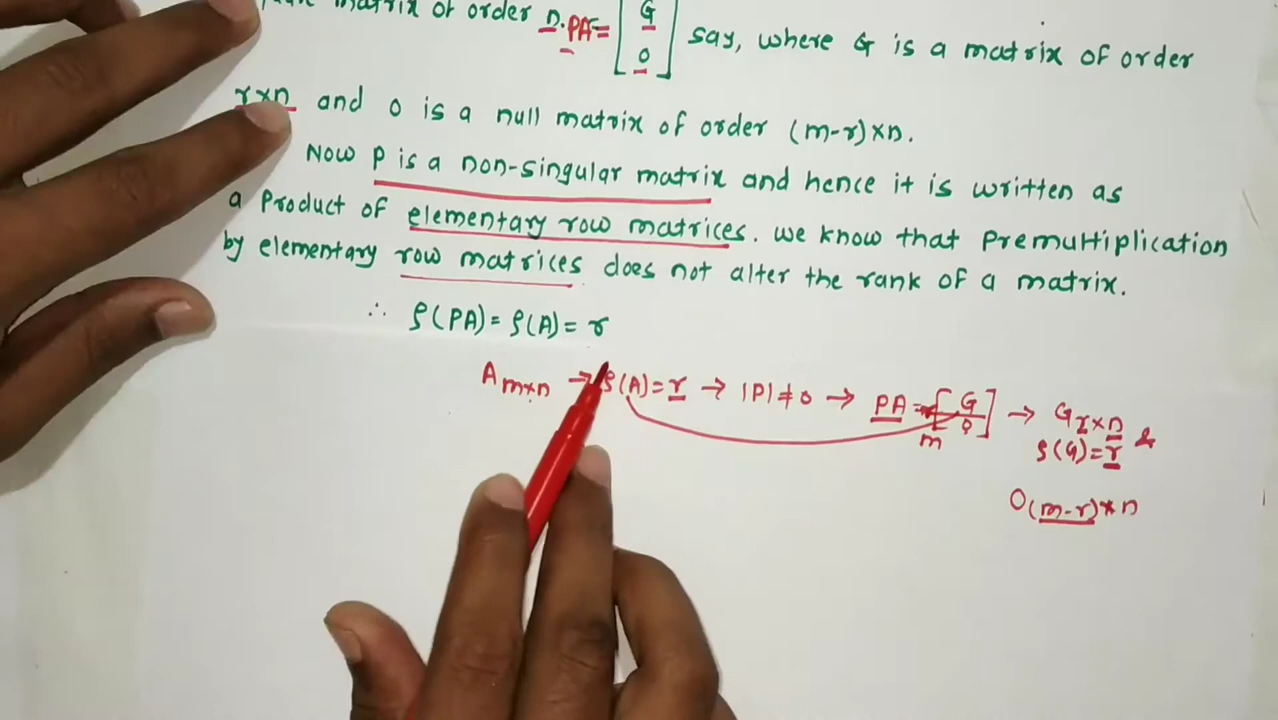 matrix of order n. PA = [G 0] say, where G is a matrix of order
r×n and 0 is a null matrix of order (m-r)×n.
Now P is a non-singular matrix and hence it is written as
a product of elementary row matrices. We know that premultiplication
by elementary row matrices does not alter the rank of a matrix.
∴ ρ(PA) = ρ(A) = r
A m×n → ρ(A) = r → |P| ≠ 0 → PA = [G 0] → G r×n &
m
ρ(G) = r
O (m-r)×n